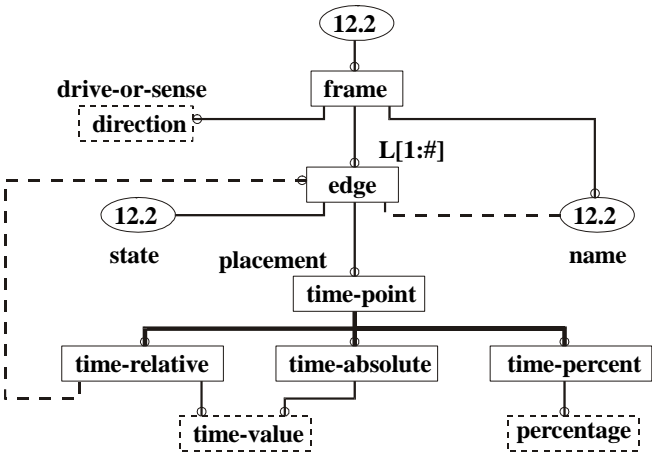 12.2
drive-or-sense
frame
direction
L[1:#]
edge
12.2
12.2
state
placement
name
time-point
time-relative
time-absolute
time-percent
time-value
percentage